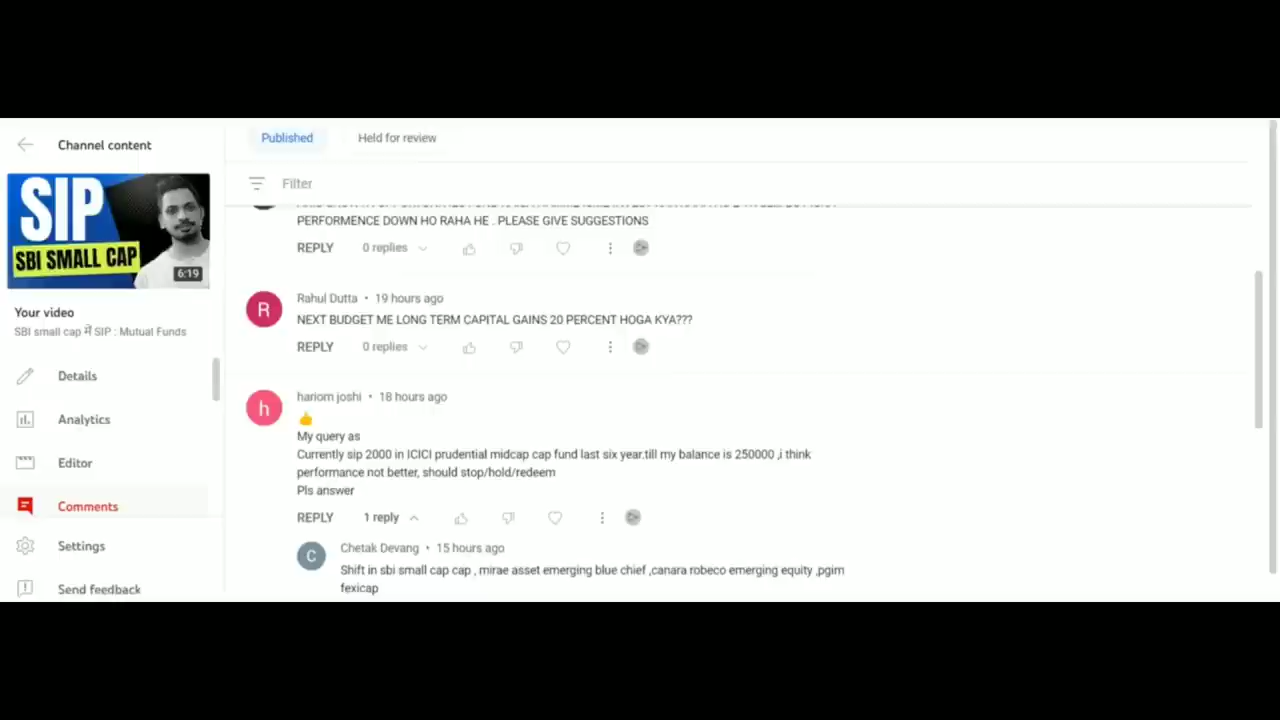 Channel content
Published
Held for review
Filter
SIP
SBI SMALL CAP
6:19
Your video
SBI small cap में SIP : Mutual Funds
Details
Analytics
Editor
Comments
Settings
Send feedback
PERFORMENCE DOWN HO RAHA HE . PLEASE GIVE SUGGESTIONS
REPLY 0 replies
R
Rahul Dutta • 19 hours ago
NEXT BUDGET ME LONG TERM CAPITAL GAINS 20 PERCENT HOGA KYA???
REPLY 0 replies
h
hariom joshi • 18 hours ago
My query as
Currently sip 2000 in ICICI prudential midcap cap fund last six year.till my balance is 250000 ,i think
performance not better, should stop/hold/redeem
Pls answer
REPLY 1 reply
C
Chetak Devang • 15 hours ago
Shift in sbi small cap cap , mirae asset emerging blue chief ,canara robeco emerging equity ,pgim
fexicap